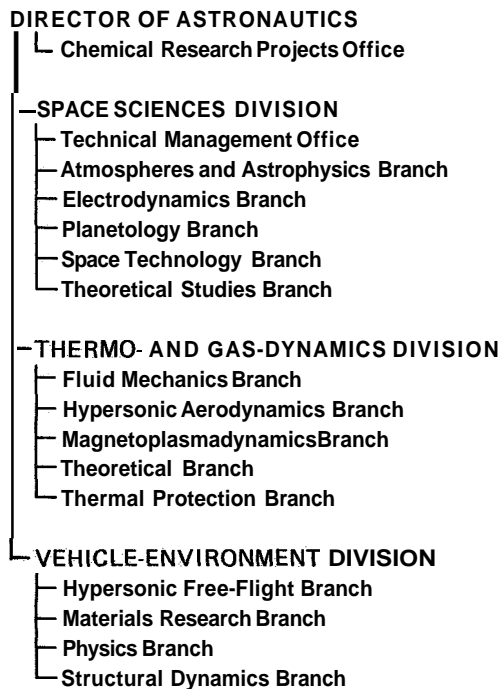 DIRECTOR OF ASTRONAUTICS
Chemical Research Projects Office
SPACE SCIENCES DIVISION
Technical Management Office
Atmospheres and Astrophysics Branch
Electrodynamics Branch
Planetology Branch
Space Technology Branch
Theoretical Studies Branch
THERMO- AND GAS-DYNAMICS DIVISION
Fluid Mechanics Branch
Hypersonic Aerodynamics Branch
MagnetoplasmadynamicsBranch
Theoretical Branch
Thermal Protection Branch
VEHICLE-ENVIRONMENT DIVISION
Hypersonic Free-Flight Branch
Materials Research Branch
Physics Branch
Structural Dynamics Branch